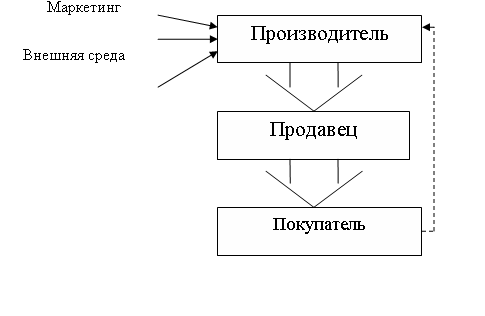 Маркетинг
Производитель
Внешняя среда
Продавец
Покупатель